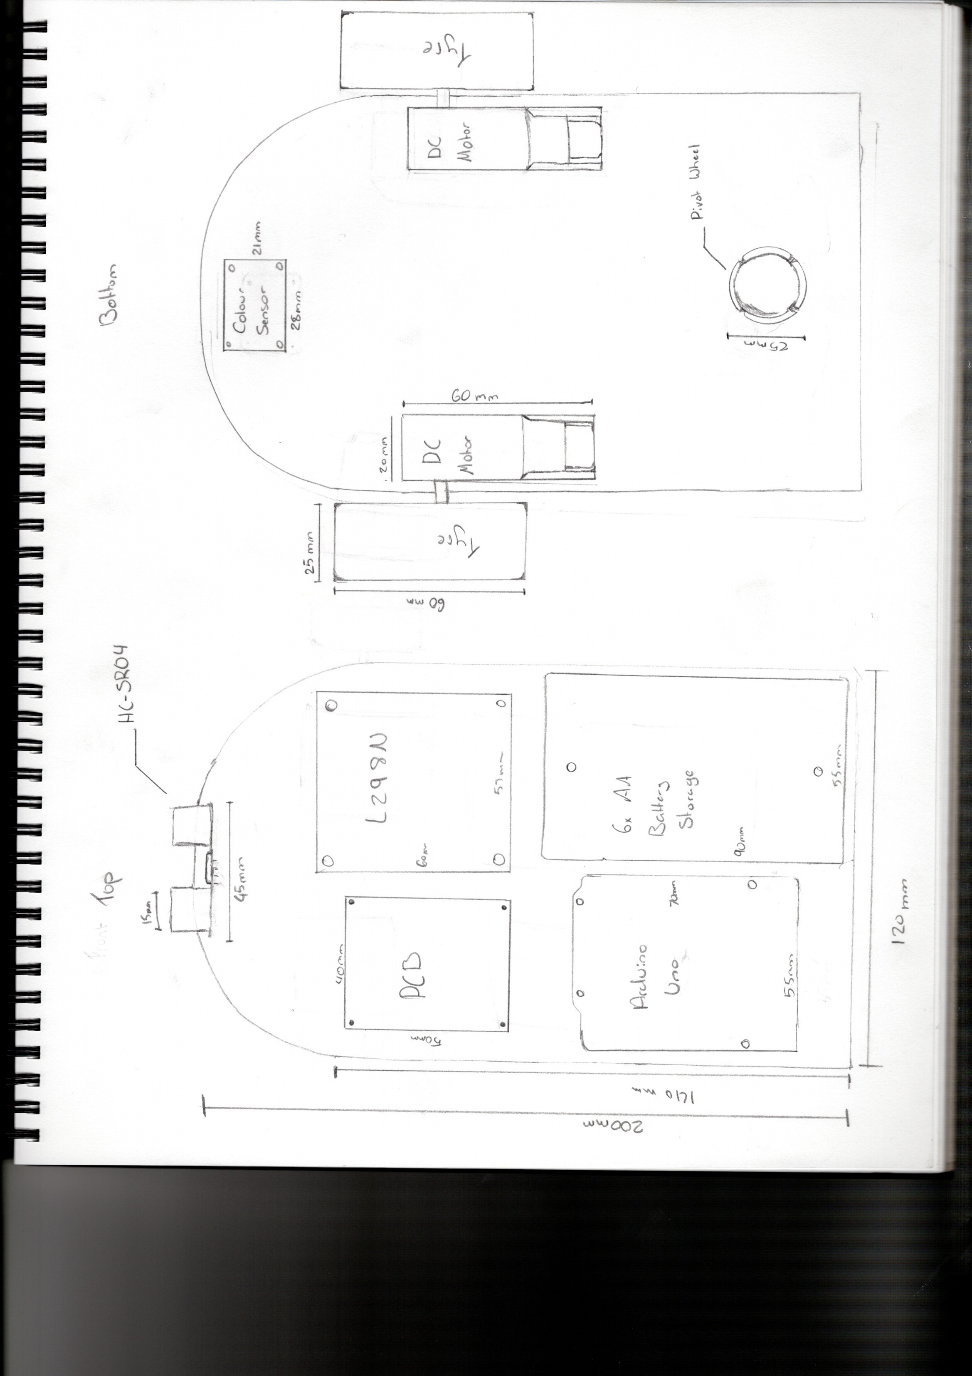 Bottom
Tyre
DC
Motor
Pivot Wheel
Colour
Sensor
21mm
28mm
25mm
60mm
20mm
DC
Motor
Tyre
25mm
60mm
HC-SR04
Front Top
15mm
45mm
L298N
57mm
60m
6x AA
Battery
Storage
55mm
90mm
PCB
40mm
50mm
Arduino
Uno
70mm
55mm
120mm
140mm
200mm